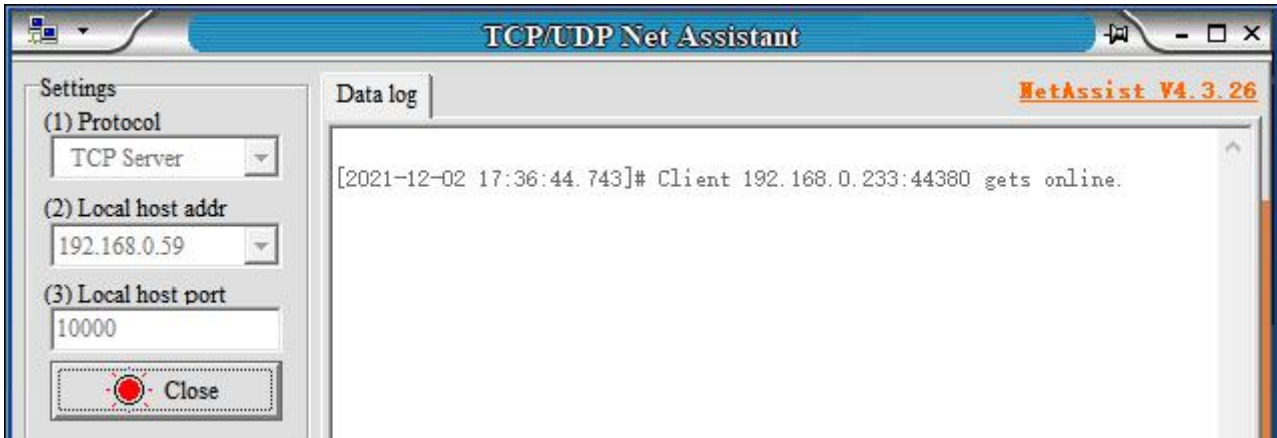 TCP/UDP Net Assistant
Settings
(1) Protocol
TCP Server
(2) Local host addr
192.168.0.59
(3) Local host port
10000
Close
Data log
NetAssist V4.3.26
[2021-12-02 17:36:44.743]# Client 192.168.0.233:44380 gets online.